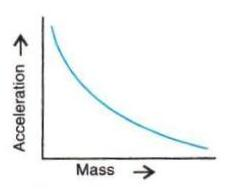 Acceleration →
Mass →